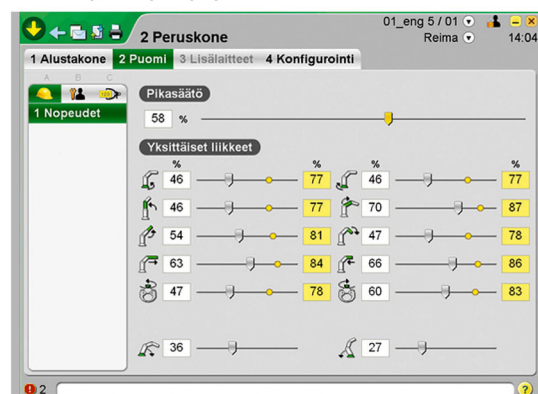 01_eng 5 / 01
2 Peruskone
Reima
14:04
1 Alustakone 2 Puomi 3 Lisälaitteet 4 Konfigurointi
A B C
1 Nopeudet
Pikasäätö
58 %
Yksittäiset liikkeet
% % % %
46 77 46 77
46 77 70 87
54 81 47 78
63 84 66 86
47 78 60 83
36 27
2 ?